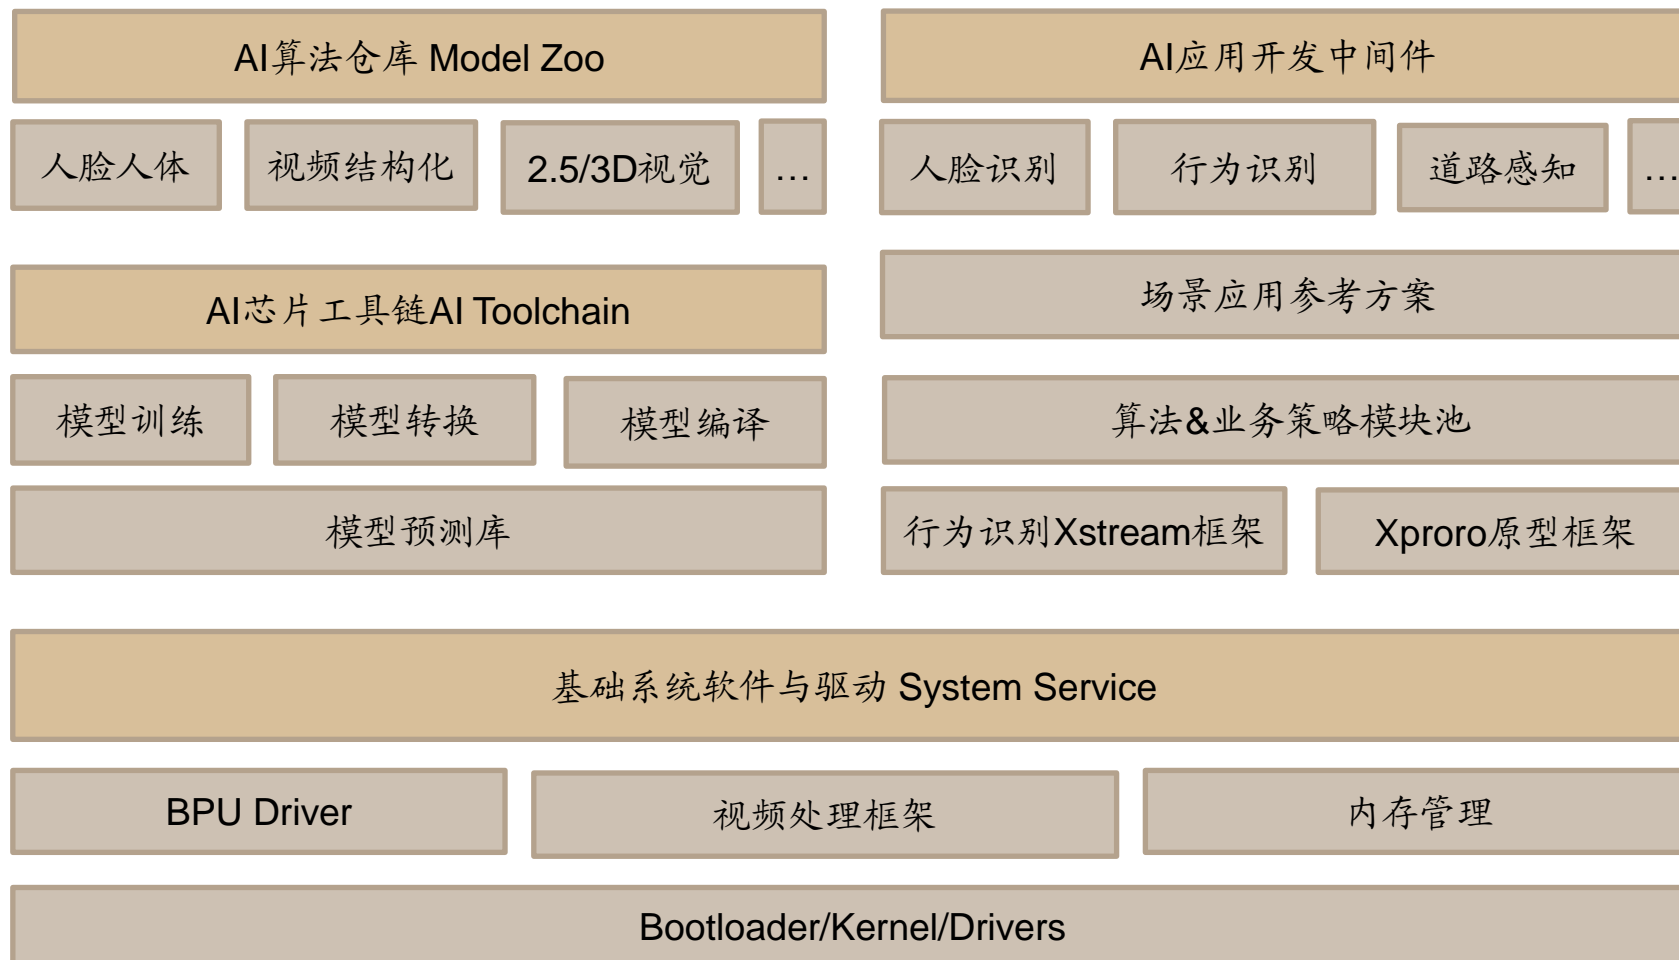 AI算法仓库 Model Zoo
人脸人体
视频结构化
2.5/3D视觉
…
AI芯片工具链AI Toolchain
模型训练
模型转换
模型编译
模型预测库
AI应用开发中间件
人脸识别
行为识别
道路感知
…
场景应用参考方案
算法&业务策略模块池
行为识别Xstream框架
Xproro原型框架
基础系统软件与驱动 System Service
BPU Driver
视频处理框架
内存管理
Bootloader/Kernel/Drivers